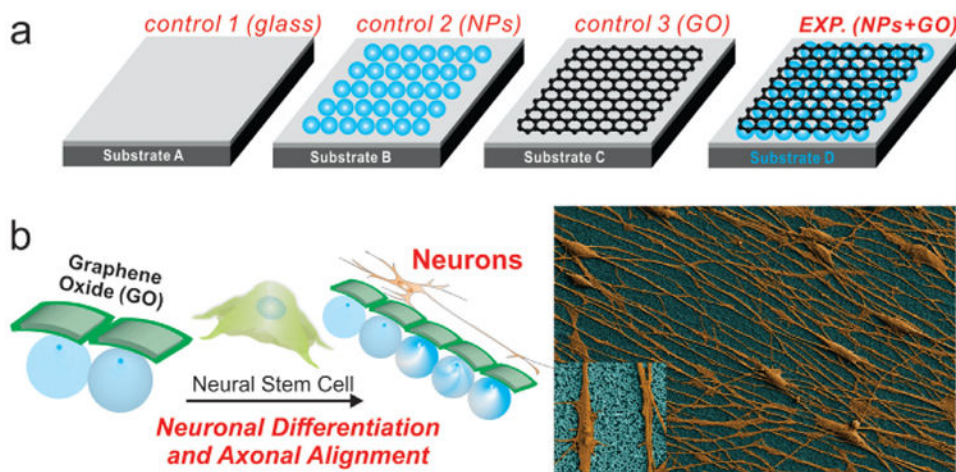 a
control 1 (glass)
control 2 (NPs)
control 3 (GO)
EXP. (NPs+GO)
Substrate A
Substrate B
Substrate C
Substrate D
b
Graphene
Oxide (GO)
Neurons
Neural Stem Cell
Neuronal Differentiation
and Axonal Alignment